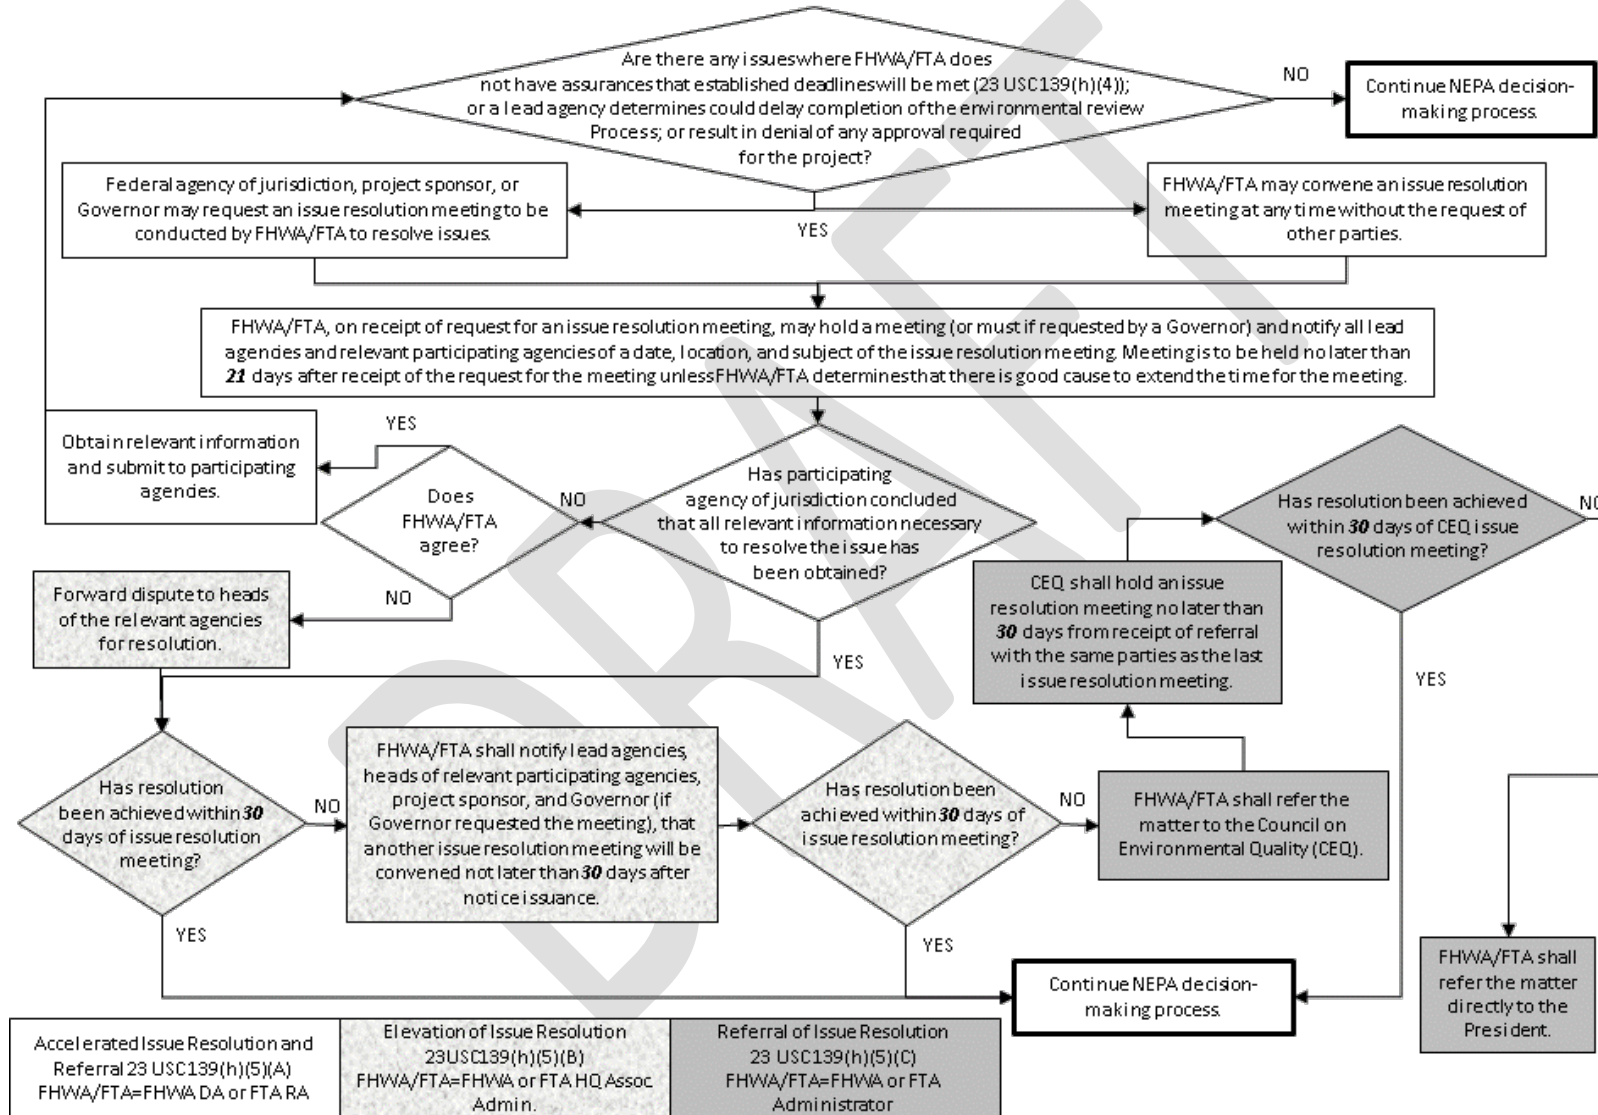 Are there any issues where FHWA/FTA does
not have assurances that established deadlines will be met (23 USC139(h)(4));
or a lead agency determines could delay completion of the environmental review
Process; or result in denial of any approval required
for the project?
NO
Continue NEPA decision-
making process.
Federal agency of jurisdiction, project sponsor, or
Governor may request an issue resolution meeting to be
conducted by FHWA/FTA to resolve issues.
YES
FHWA/FTA may convene an issue resolution
meeting at any time without the request of
other parties.
FHWA/FTA, on receipt of request for an issue resolution meeting, may hold a meeting (or must if requested by a Governor) and notify all lead
agencies and relevant participating agencies of a date, location, and subject of the issue resolution meeting. Meeting is to be held no later than
21 days after receipt of the request for the meeting unless FHWA/FTA determines that there is good cause to extend the time for the meeting.
YES
Obtain relevant information
and submit to participating
agencies.
Does
FHWA/FTA
agree?
NO
Has participating
agency of jurisdiction concluded
that all relevant information necessary
to resolve the issue has
been obtained?
Has resolution been achieved
within 30 days of CEQ issue
resolution meeting?
NO
Forward dispute to heads
of the relevant agencies
for resolution.
NO
YES
CEQ shall hold an issue
resolution meeting no later than
30 days from receipt of referral
with the same parties as the last
issue resolution meeting.
YES
Has resolution
been achieved within 30
days of issue resolution
meeting?
NO
FHWA/FTA shall notify lead agencies,
heads of relevant participating agencies,
project sponsor, and Governor (if
Governor requested the meeting), that
another issue resolution meeting will be
convened not later than 30 days after
notice issuance.
Has resolution been
achieved within 30 days of
issue resolution meeting?
NO
FHWA/FTA shall refer the
matter to the Council on
Environmental Quality (CEQ).
YES
YES
Continue NEPA decision-
making process.
FHWA/FTA shall
refer the matter
directly to the
President.
Accelerated Issue Resolution and
Referral 23 USC139(h)(5)(A)
FHWA/FTA=FHWA DA or FTA RA
Elevation of Issue Resolution
23USC139(h)(5)(B)
FHWA/FTA=FHWA or FTA HQ Assoc
Admin.
Referral of Issue Resolution
23 USC139(h)(5)(C)
FHWA/FTA=FHWA or FTA
Administrator
DRAFT